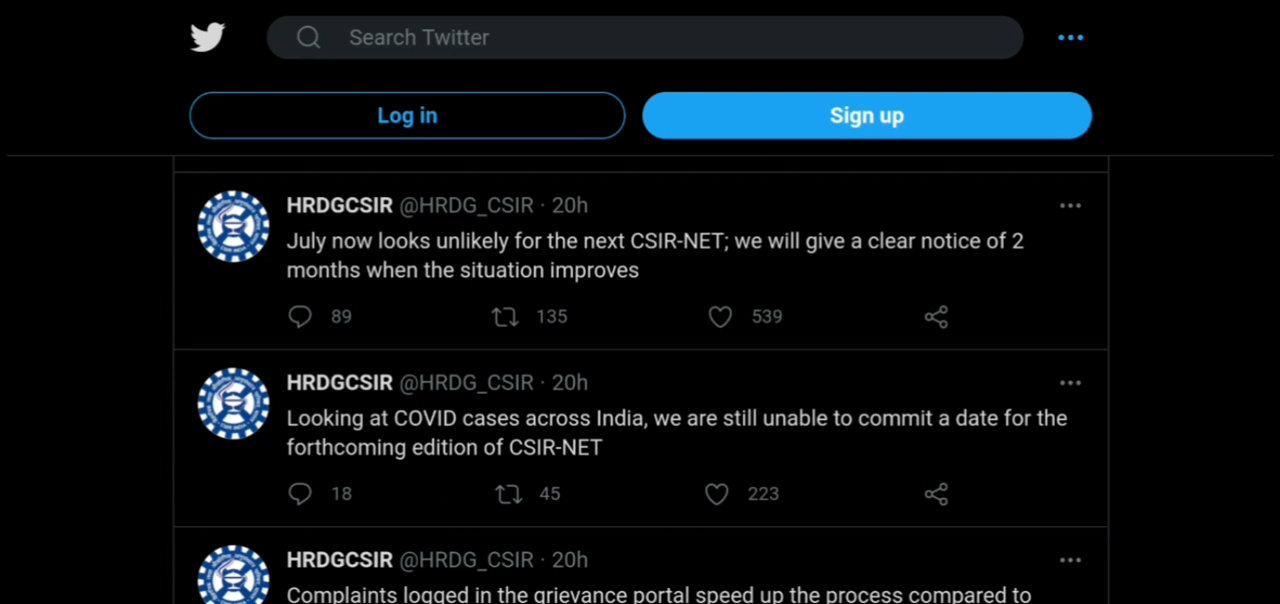 Search Twitter
Log in
Sign up
HRDGCSIR @HRDG_CSIR · 20h
July now looks unlikely for the next CSIR-NET; we will give a clear notice of 2
months when the situation improves
89 135 539
HRDGCSIR @HRDG_CSIR · 20h
Looking at COVID cases across India, we are still unable to commit a date for the
forthcoming edition of CSIR-NET
18 45 223
HRDGCSIR @HRDG_CSIR · 20h
Complaints logged in the grievance portal speed up the process compared to